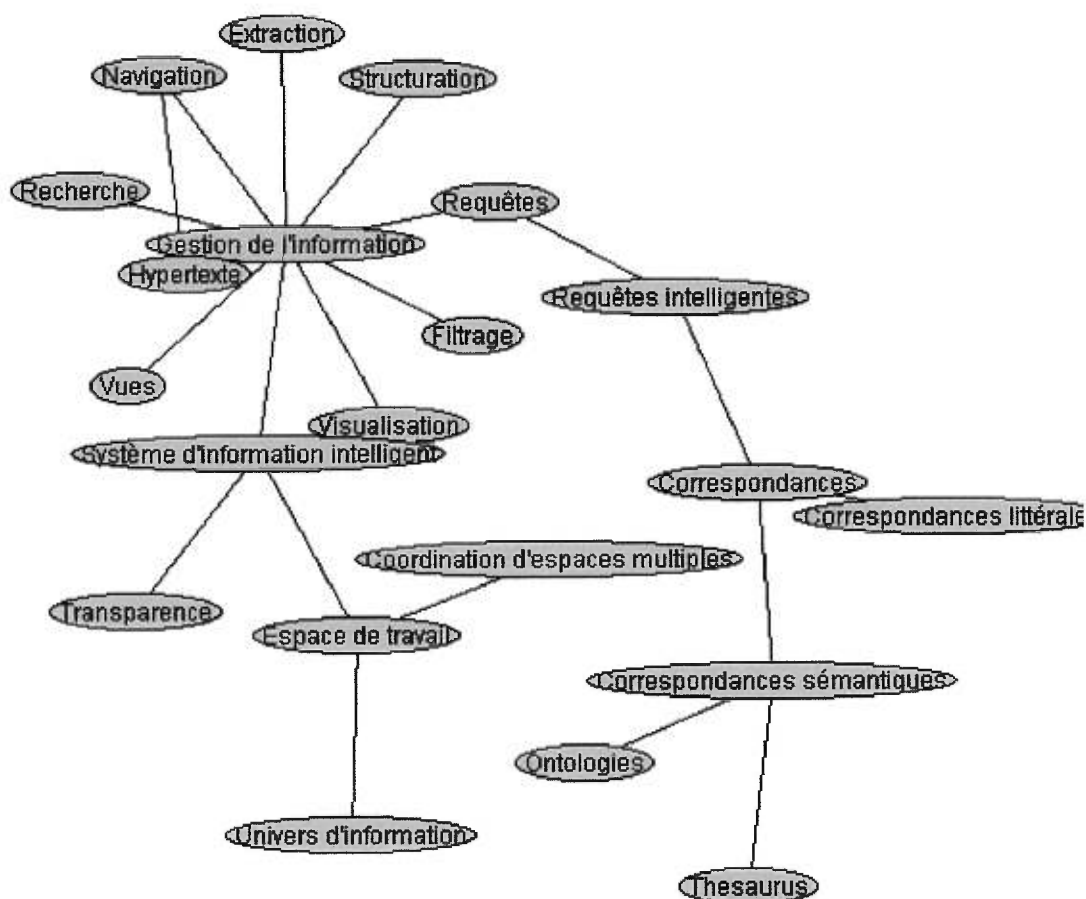 Extraction
Navigation
Structuration
Recherche
Requêtes
Gestion de l'information
Hypertexte
Requêtes intelligentes
Filtrage
Vues
Visualisation
Système d'information intelligent
Correspondances
Correspondances littérale
Coordination d'espaces multiples
Transparence
Espace de travail
Correspondances sémantiques
Ontologies
Univers d'information
Thesaurus